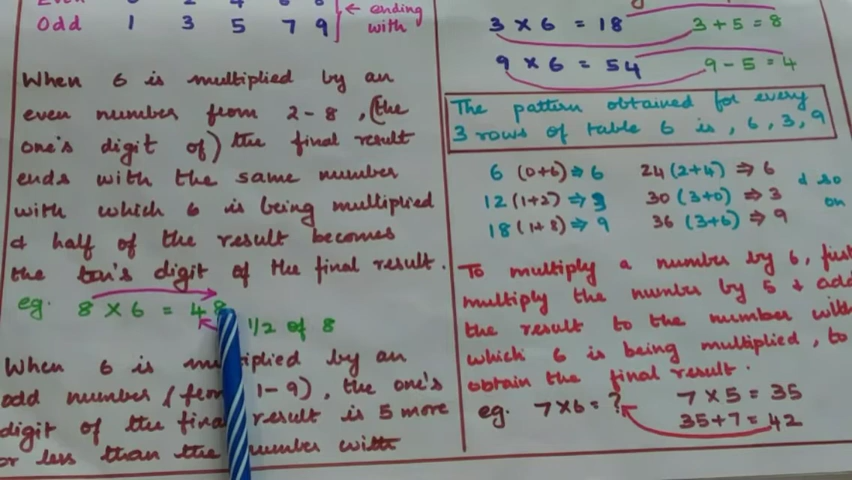 Odd 1 3 5 7 9 ← ending with
When 6 is multiplied by an
even number from 2-8, (the
one's digit of) the final result
ends with the same number
with which 6 is being multiplied
& half of the result becomes
the ten's digit of the final result.
eg. 8 × 6 = 48
1/2 of 8
When 6 is multiplied by an
odd number (from 1-9), the one's
digit of the final result is 5 more
or less than the number with
3 × 6 = 18 3+5=8
9 × 6 = 54 9-5=4
The pattern obtained for every
3 rows of table 6 is, 6, 3, 9
6 (0+6) ⇒ 6 24 (2+4) ⇒ 6
12 (1+2) ⇒ 3 30 (3+0) ⇒ 3 & so on
18 (1+8) ⇒ 9 36 (3+6) ⇒ 9
To multiply a number by 6, first
multiply the number by 5 & add
the result to the number with
which 6 is being multiplied, to
obtain the final result.
eg. 7×6 = ? 7 × 5 = 35
35+7 = 42